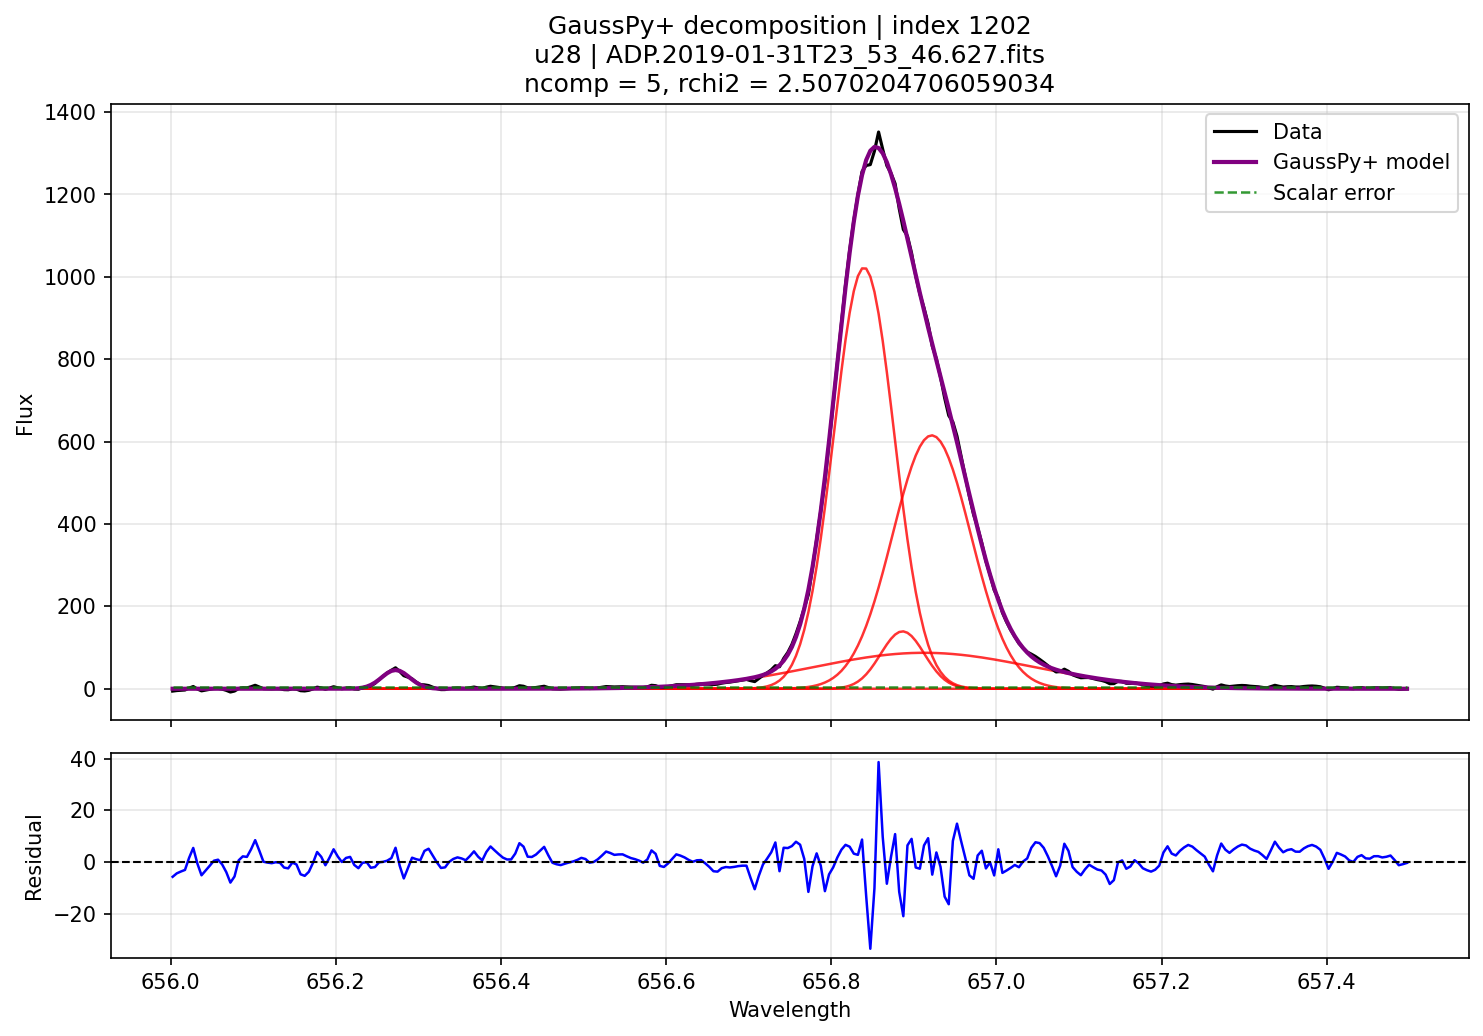 GaussPy+ decomposition | index 1202
u28 | ADP.2019-01-31T23_53_46.627.fits
ncomp = 5, rchi2 = 2.5070204706059034
1400
1200
1000
800
600
400
200
0
Flux
Data
GaussPy+ model
Scalar error
40
20
0
−20
Residual
656.0 656.2 656.4 656.6 656.8 657.0 657.2 657.4
Wavelength